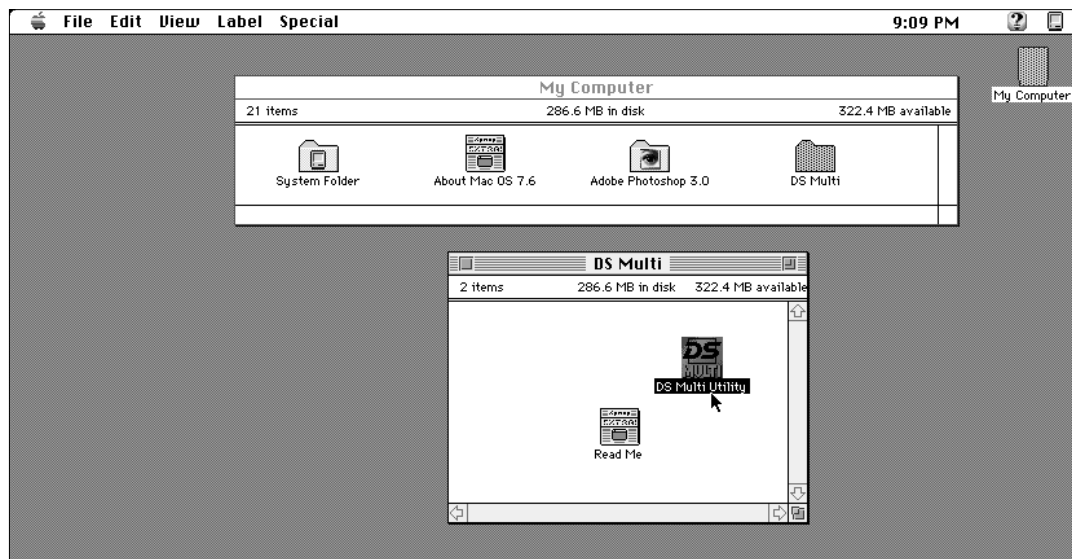 File Edit View Label Special 9:09 PM
My Computer
My Computer
21 items 286.6 MB in disk 322.4 MB available
System Folder About Mac OS 7.6 Adobe Photoshop 3.0 DS Multi
DS Multi
2 items 286.6 MB in disk 322.4 MB available
DS
MULTI
DS Multi Utility
EXTRA!
Read Me